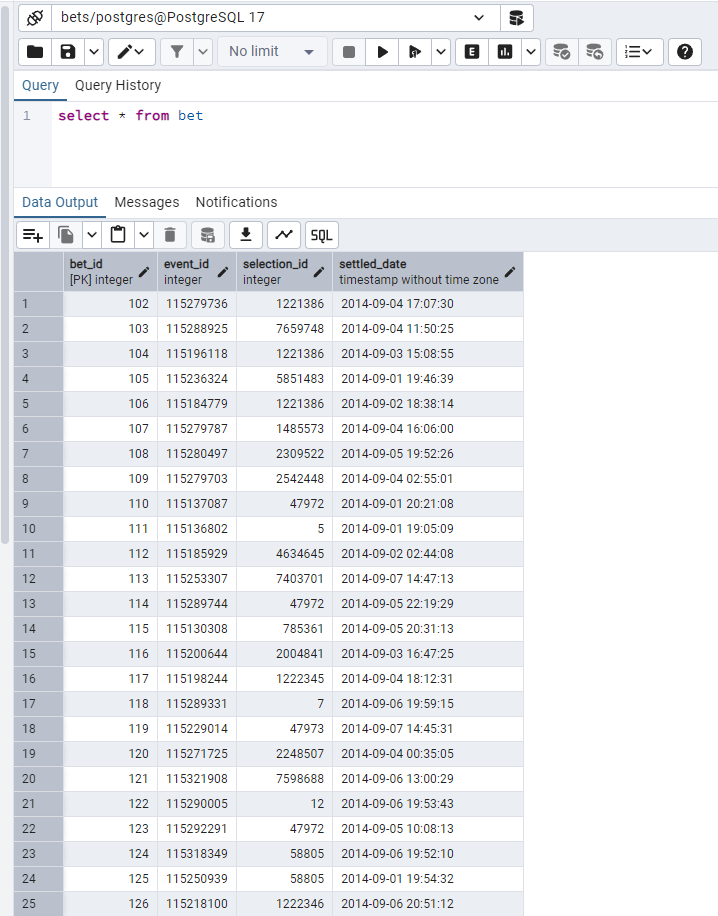 bets/postgres@PostgreSQL 17
No limit
E
Query Query History
1 select * from bet
Data Output Messages Notifications
SQL
bet_id event_id selection_id settled_date
[PK] integer integer integer timestamp without time zone
1 102 115279736 1221386 2014-09-04 17:07:30
2 103 115288925 7659748 2014-09-04 11:50:25
3 104 115196118 1221386 2014-09-03 15:08:55
4 105 115236324 5851483 2014-09-01 19:46:39
5 106 115184779 1221386 2014-09-02 18:38:14
6 107 115279787 1485573 2014-09-04 16:06:00
7 108 115280497 2309522 2014-09-05 19:52:26
8 109 115279703 2542448 2014-09-04 02:55:01
9 110 115137087 47972 2014-09-01 20:21:08
10 111 115136802 5 2014-09-01 19:05:09
11 112 115185929 4634645 2014-09-02 02:44:08
12 113 115253307 7403701 2014-09-07 14:47:13
13 114 115289744 47972 2014-09-05 22:19:29
14 115 115130308 785361 2014-09-05 20:31:13
15 116 115200644 2004841 2014-09-03 16:47:25
16 117 115198244 1222345 2014-09-04 18:12:31
17 118 115289331 7 2014-09-06 19:59:15
18 119 115229014 47973 2014-09-07 14:45:31
19 120 115271725 2248507 2014-09-04 00:35:05
20 121 115321908 7598688 2014-09-06 13:00:29
21 122 115290005 12 2014-09-06 19:53:43
22 123 115292291 47972 2014-09-05 10:08:13
23 124 115318349 58805 2014-09-06 19:52:10
24 125 115250939 58805 2014-09-01 19:54:32
25 126 115218100 1222346 2014-09-06 20:51:12